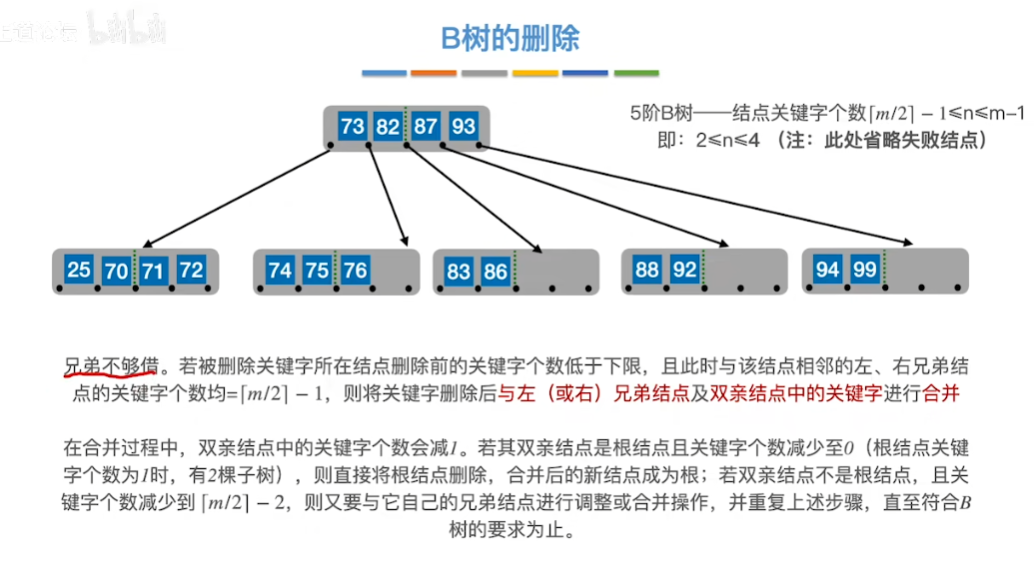 B树的删除
5阶B树——结点关键字个数⌈m/2⌉ − 1≤n≤m-1
即：2≤n≤4 （注：此处省略失败结点）
73 82 87 93
25 70 71 72
74 75 76
83 86
88 92
94 99
兄弟不够借。若被删除关键字所在结点删除前的关键字个数低于下限，且此时与该结点相邻的左、右兄弟结
点的关键字个数均=⌈m/2⌉ − 1，则将关键字删除后与左（或右）兄弟结点及双亲结点中的关键字进行合并
在合并过程中，双亲结点中的关键字个数会减1。若其双亲结点是根结点且关键字个数减少至0（根结点关键
字个数为1时，有2棵子树），则直接将根结点删除，合并后的新结点成为根；若双亲结点不是根结点，且关
键字个数减少到 ⌈m/2⌉ − 2，则又要与它自己的兄弟结点进行调整或合并操作，并重复上述步骤，直至符合B
树的要求为止。